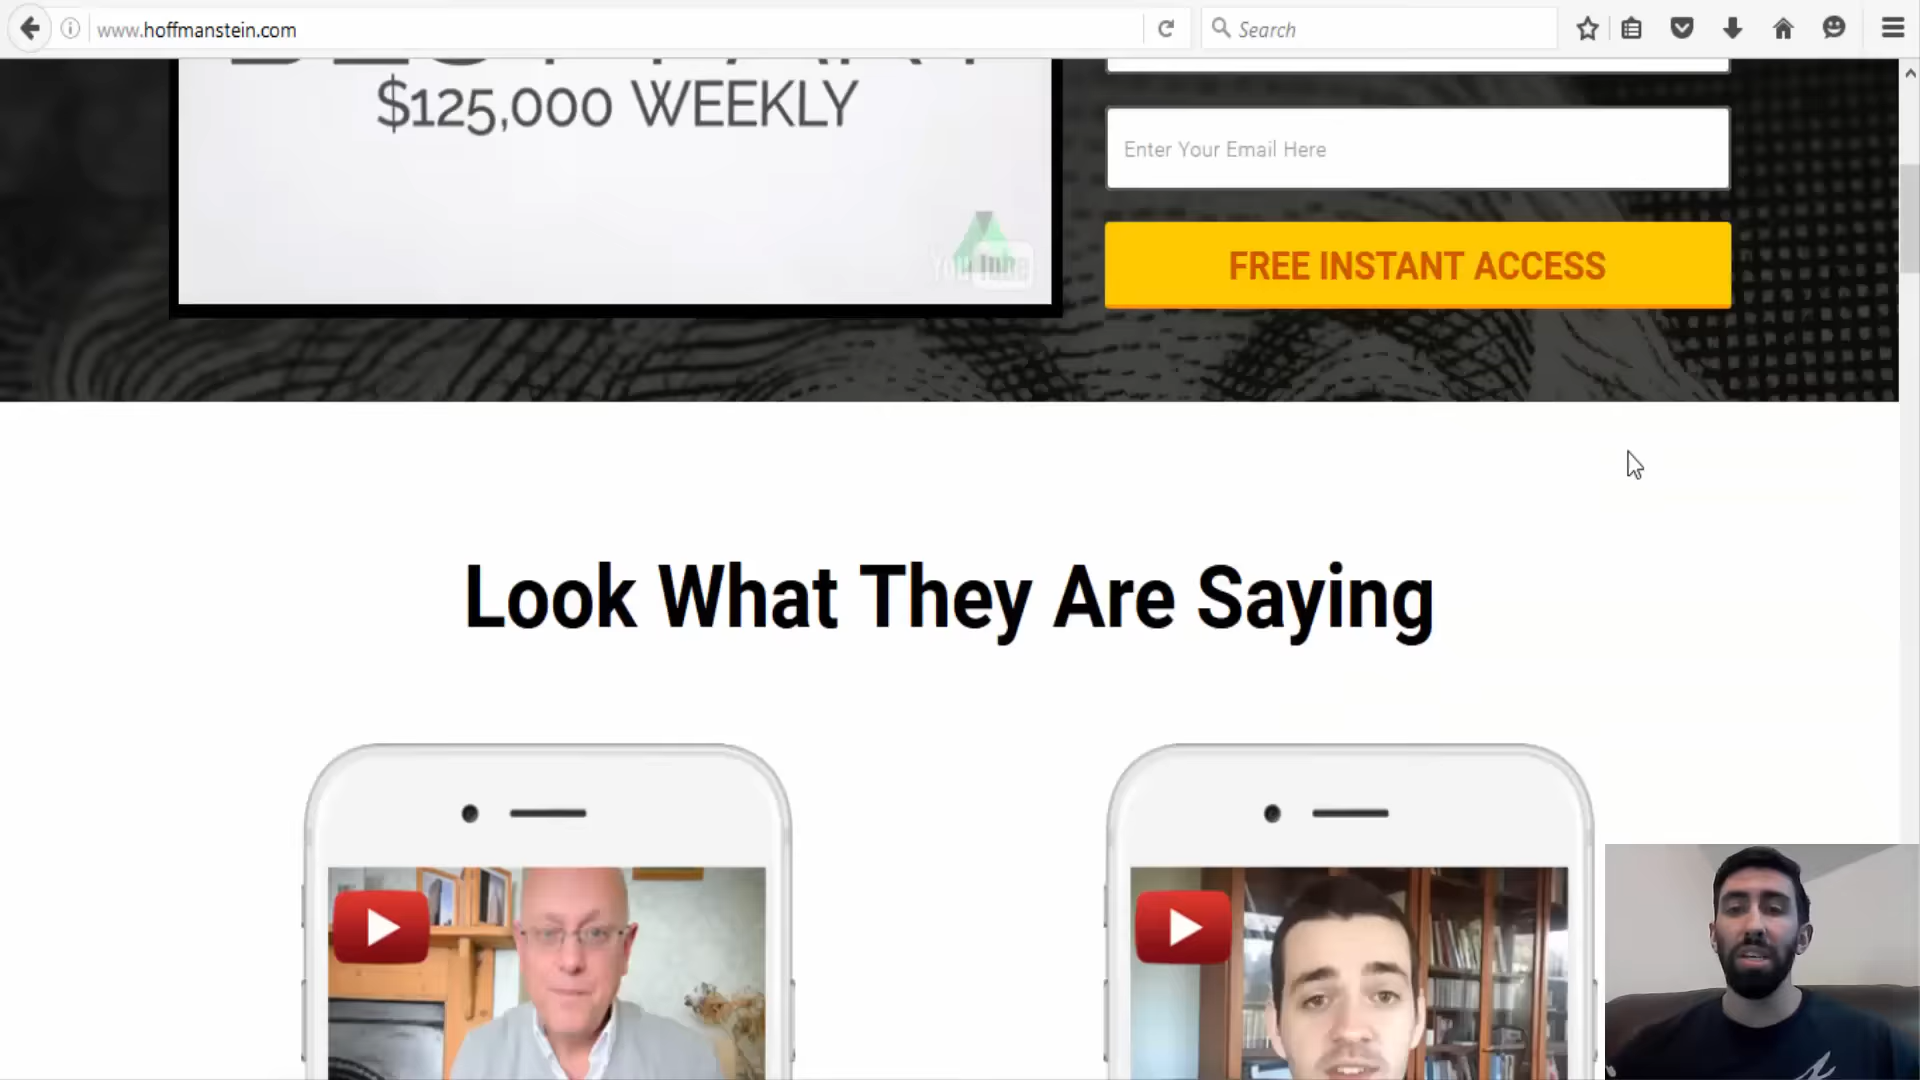 www.hoffmanstein.com
Search
$125,000 WEEKLY
Enter Your Email Here
YouTube
FREE INSTANT ACCESS
Look What They Are Saying